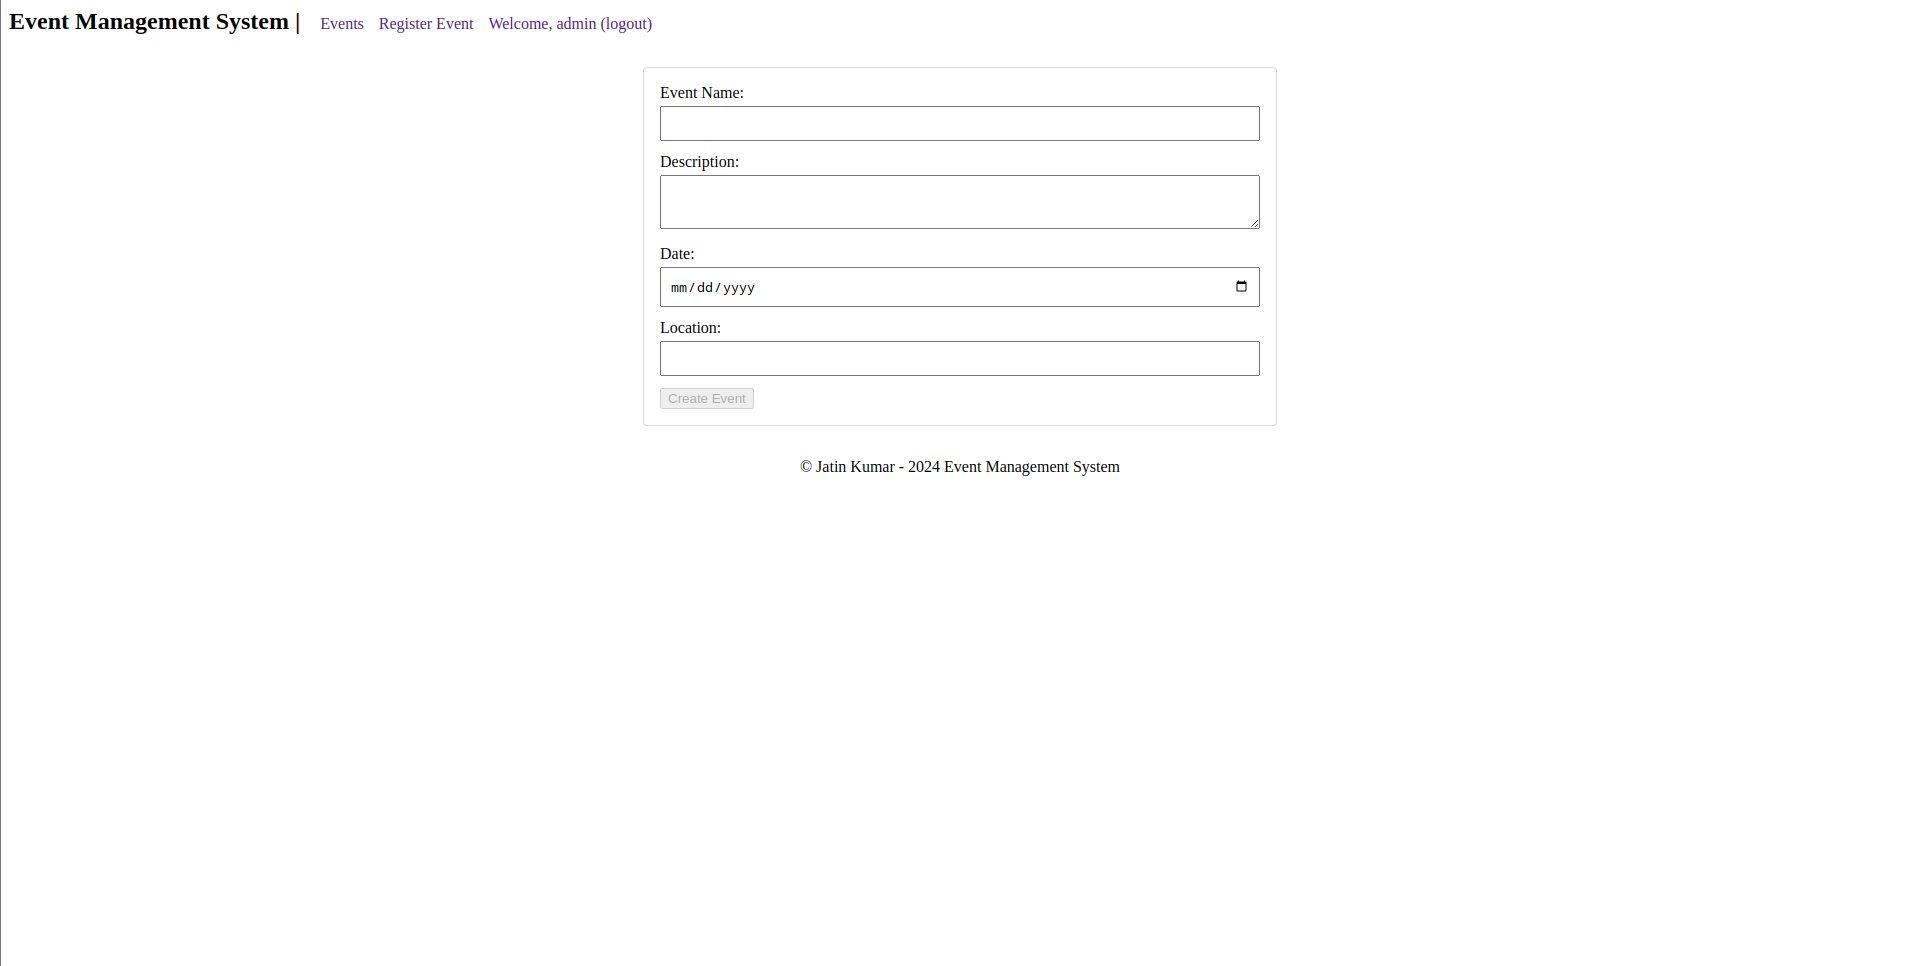 Event Management System | Events Register Event Welcome, admin (logout)
Event Name:
Description:
Date:
mm/dd/yyyy
Location:
Create Event
© Jatin Kumar - 2024 Event Management System